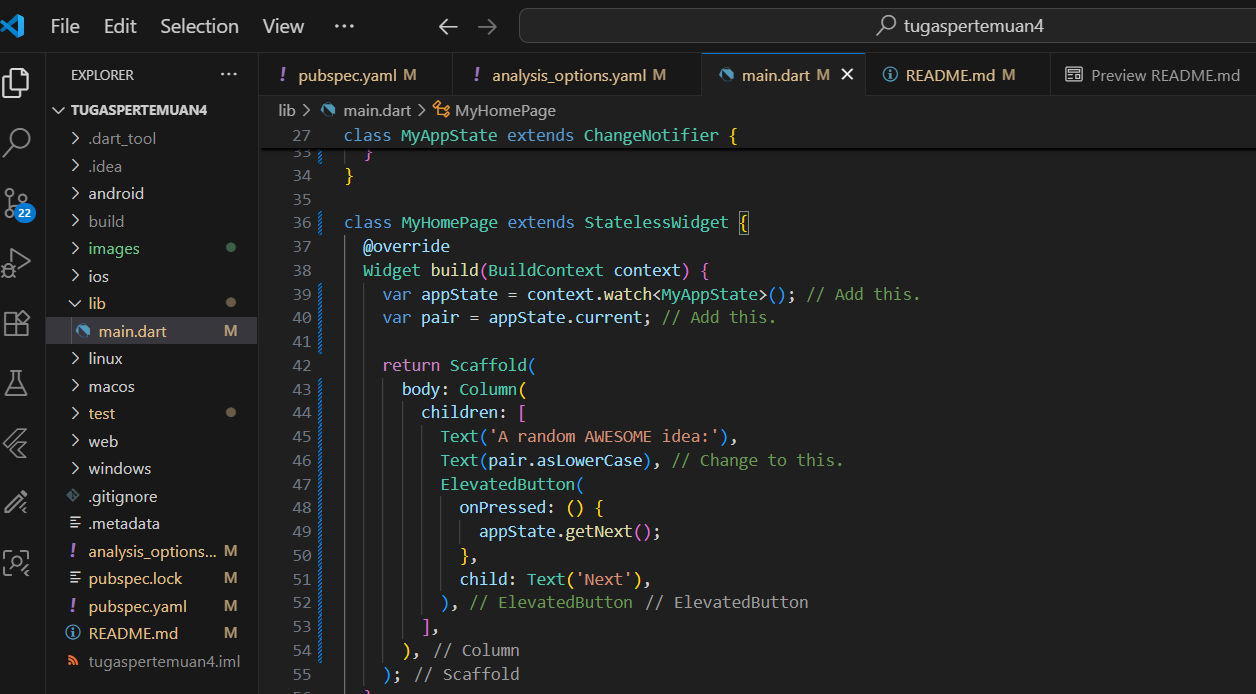 File Edit Selection View ··· tugaspertemuan4
EXPLORER ···
TUGASPERTEMUAN4
.dart_tool
.idea
android
build
images
ios
lib
main.dart M
linux
macos
test
web
windows
.gitignore
.metadata
analysis_options... M
pubspec.lock M
pubspec.yaml M
README.md M
tugaspertemuan4.iml
22
! pubspec.yaml M ! analysis_options.yaml M main.dart M × README.md M Preview README.md
lib > main.dart > MyHomePage
27 class MyAppState extends ChangeNotifier {
33 }
34 }
35
36 class MyHomePage extends StatelessWidget {
37 @override
38 Widget build(BuildContext context) {
39 var appState = context.watch<MyAppState>(); // Add this.
40 var pair = appState.current; // Add this.
41
42 return Scaffold(
43 body: Column(
44 children: [
45 Text('A random AWESOME idea:'),
46 Text(pair.asLowerCase), // Change to this.
47 ElevatedButton(
48 onPressed: () {
49 appState.getNext();
50 },
51 child: Text('Next'),
52 ), // ElevatedButton // ElevatedButton
53 ],
54 ), // Column
55 ); // Scaffold